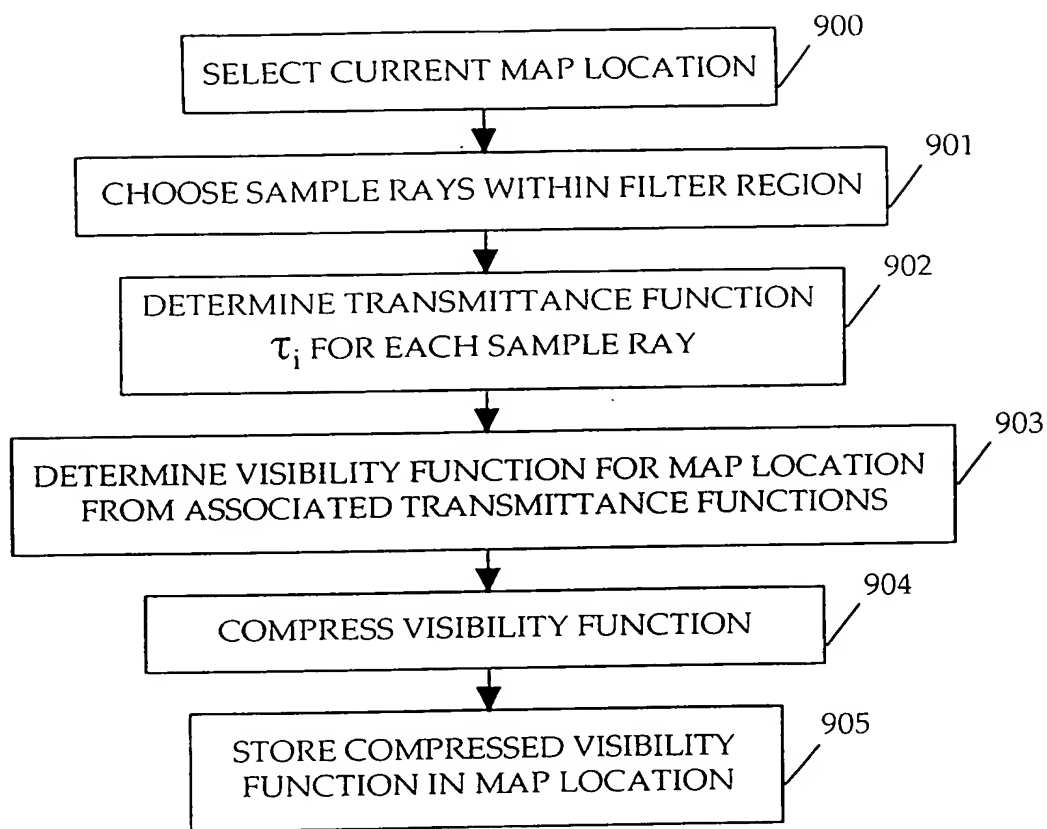 900
SELECT CURRENT MAP LOCATION
901
CHOOSE SAMPLE RAYS WITHIN FILTER REGION
902
DETERMINE TRANSMITTANCE FUNCTION
τi FOR EACH SAMPLE RAY
903
DETERMINE VISIBILITY FUNCTION FOR MAP LOCATION
FROM ASSOCIATED TRANSMITTANCE FUNCTIONS
904
COMPRESS VISIBILITY FUNCTION
905
STORE COMPRESSED VISIBILITY
FUNCTION IN MAP LOCATION